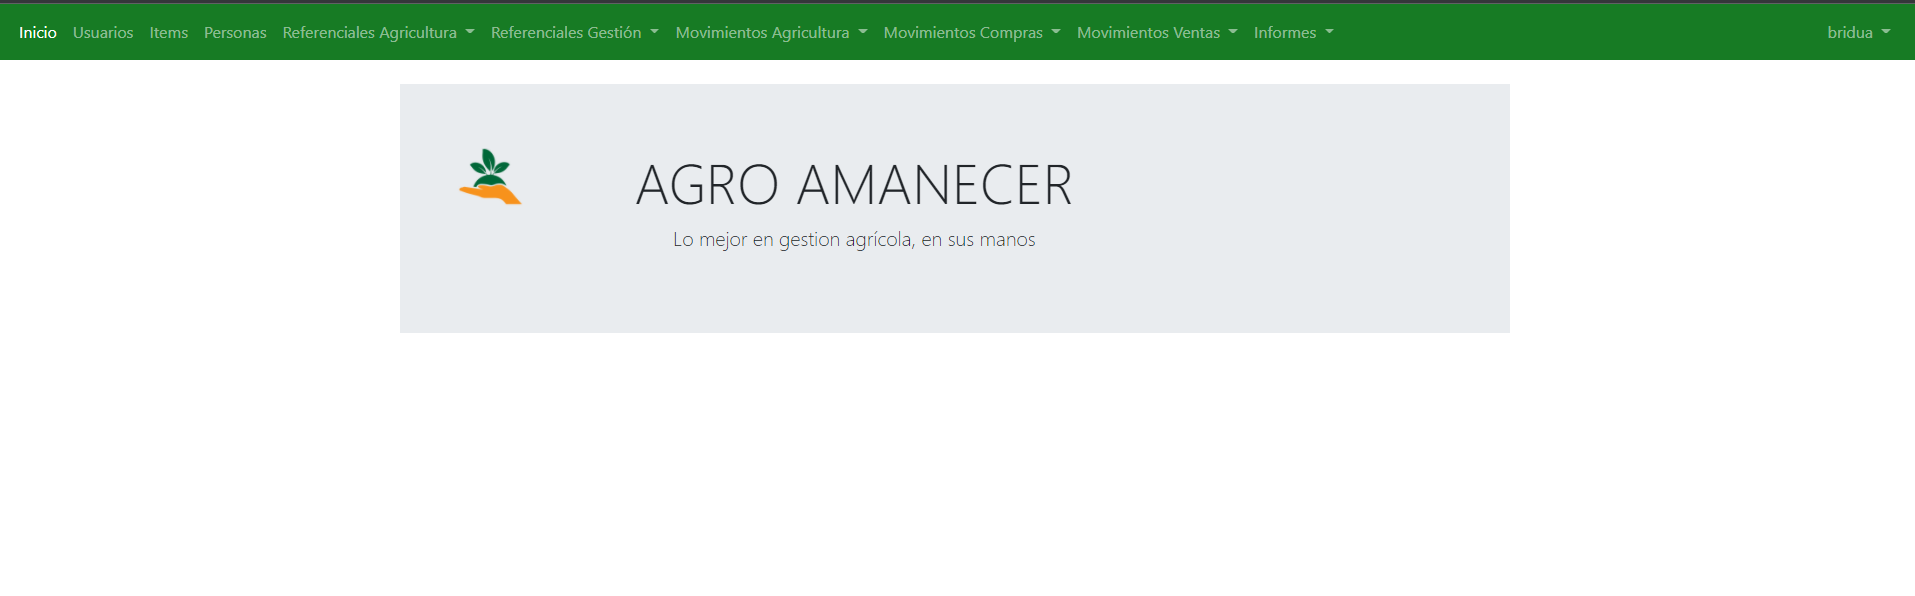 Inicio Usuarios Items Personas Referenciales Agricultura Referenciales Gestión Movimientos Agricultura Movimientos Compras Movimientos Ventas Informes bridua
AGRO AMANECER
Lo mejor en gestion agrícola, en sus manos